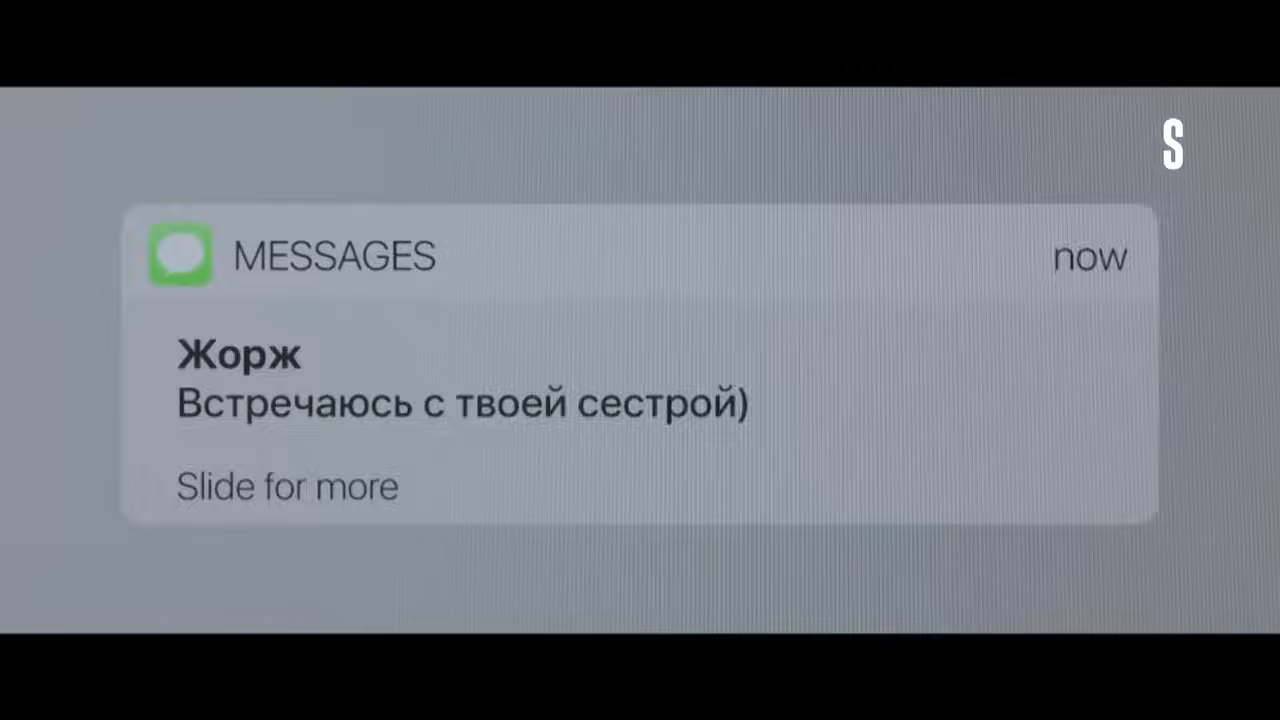 S
MESSAGES now
Жорж
Встречаюсь с твоей сестрой)
Slide for more